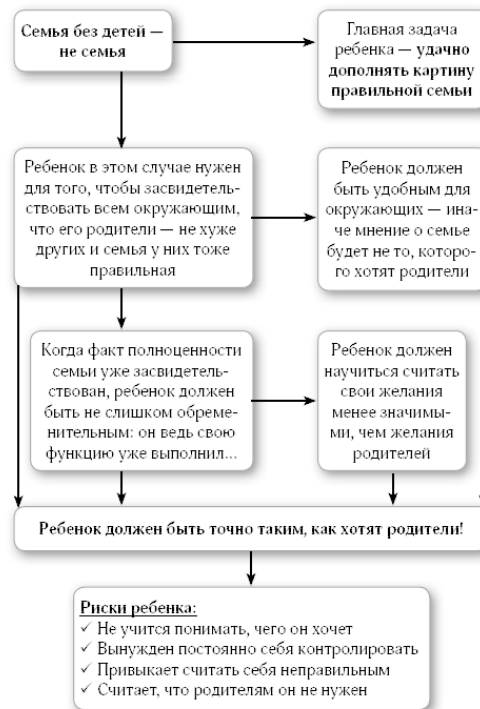 Семья без детей —
не семья
Главная задача
ребенка — удачно
дополнять картину
правильной семьи
Ребенок в этом случае нужен
для того, чтобы засвидетель-
ствовать всем окружающим,
что его родители — не хуже
других и семья у них тоже
правильная
Ребенок должен
быть удобным для
окружающих — ина-
че мнение о семье
будет не то, которо-
го хотят родители
Когда факт полноценности
семьи уже засвидетель-
ствован, ребенок должен
быть не слишком обреме-
нительным: он ведь свою
функцию уже выполнил...
Ребенок должен
научиться считать
свои желания
менее значимы-
ми, чем желания
родителей
Ребенок должен быть точно таким, как хотят родители!
Риски ребенка:
✓ Не учится понимать, чего он хочет
✓ Вынужден постоянно себя контролировать
✓ Привыкает считать себя неправильным
✓ Считает, что родителям он не нужен